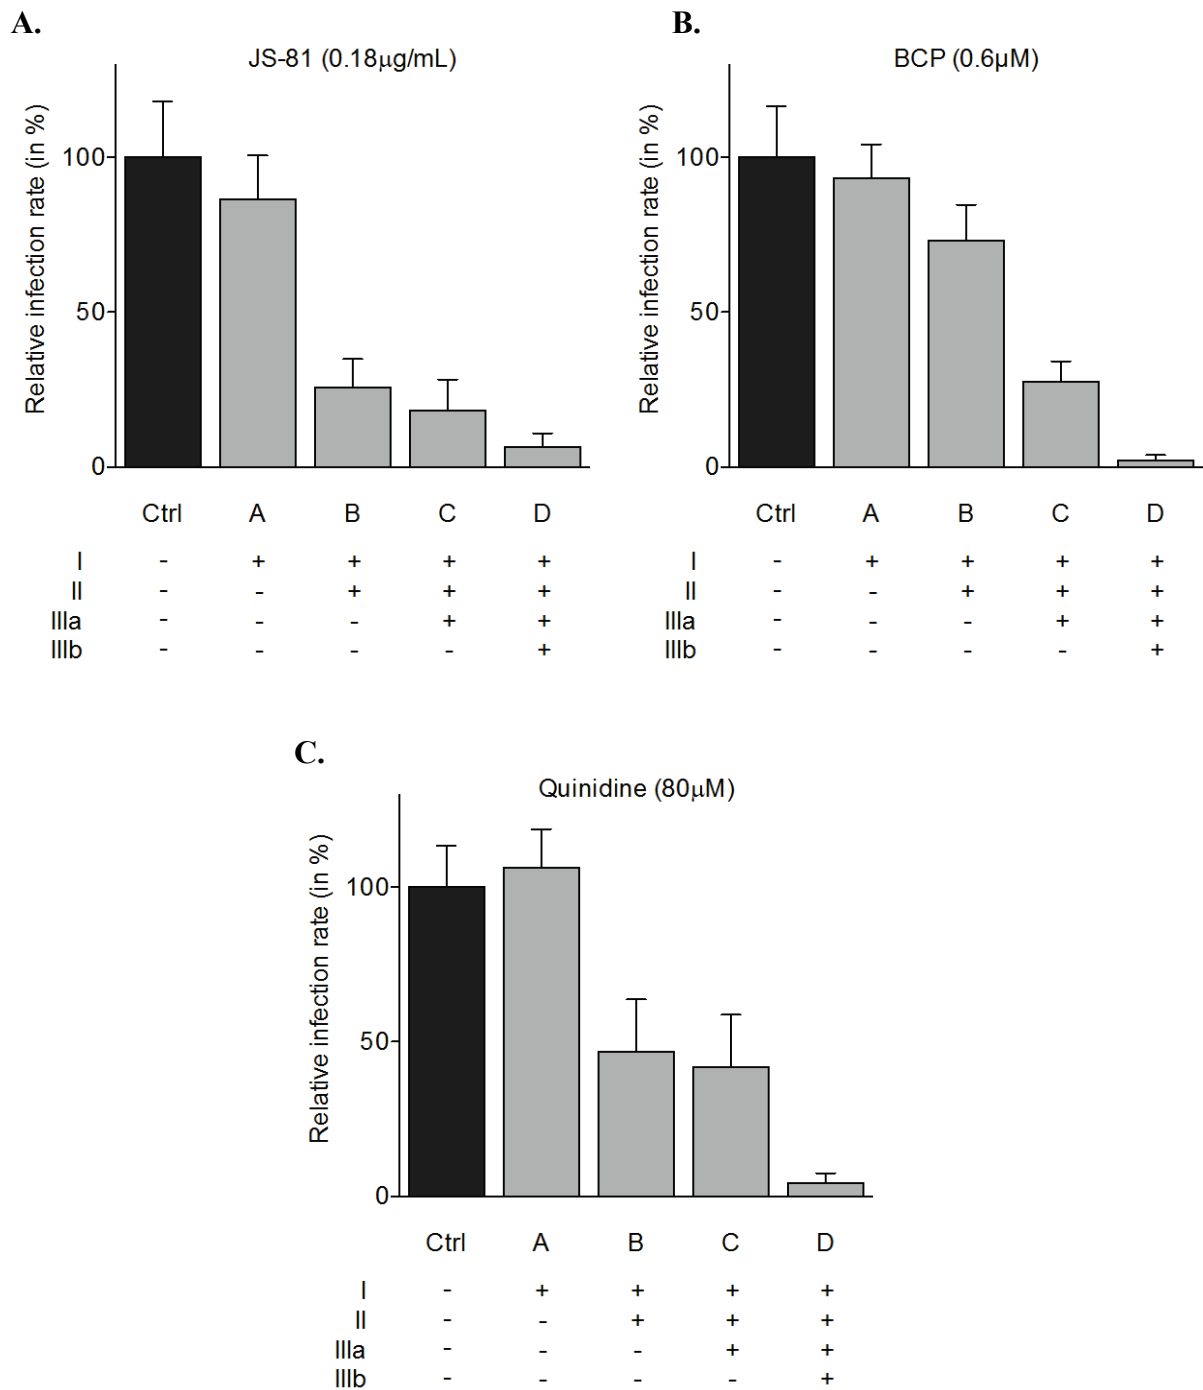 A.
JS-81 (0.18μg/mL)
Relative infection rate (in %)
100
50
0
Ctrl A B C D
I - + + + +
II - - + + +
IIIa - - - + +
IIIb - - - - +
B.
BCP (0.6μM)
Relative infection rate (in %)
100
50
0
Ctrl A B C D
I - + + + +
II - - + + +
IIIa - - - + +
IIIb - - - - +
C.
Quinidine (80μM)
Relative infection rate (in %)
100
50
0
Ctrl A B C D
I - + + + +
II - - + + +
IIIa - - - + +
IIIb - - - - +